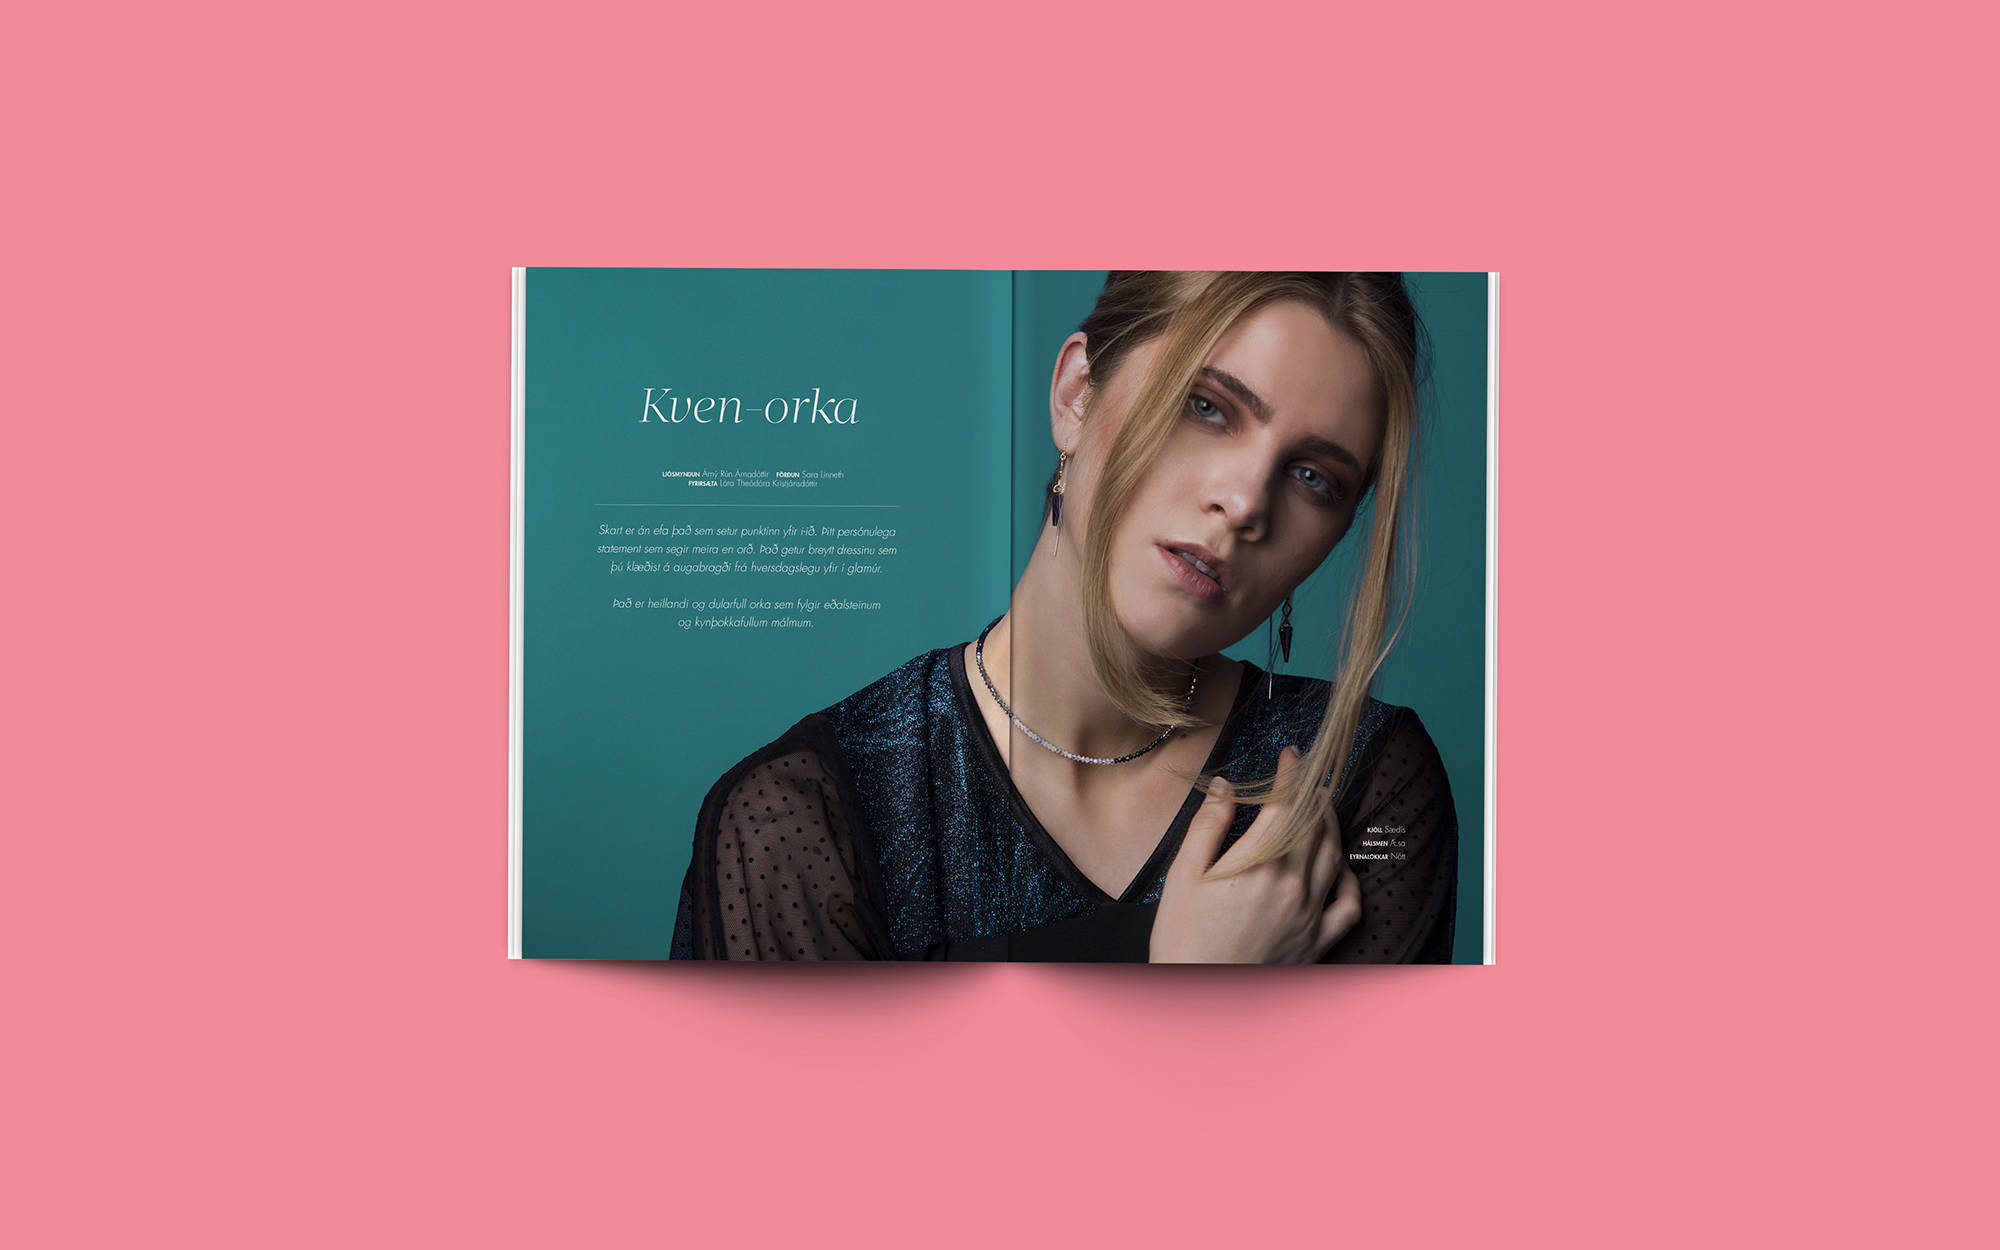 Kven-orka
LJÓSMYNDUN Árný Rún Árnadóttir FÖRÐUN Sara Linneth
FYRIRSÆTA Lóra Theódóra Kristjánsdóttir
Skart er án efa það sem setur punktinn yfir i-ið. Þitt persónulega
statement sem segir meira en orð. Það getur breytt dressinu sem
þú klæðist á augabragði frá hversdagslegu yfir í glamúr.
Það er heillandi og dularfull orka sem fylgir eðalsteinum
og kynþokkafullum málmum.
KJÓLL Sædís
HÁLSMEN Æsa
EYRNALOKKAR Nótt